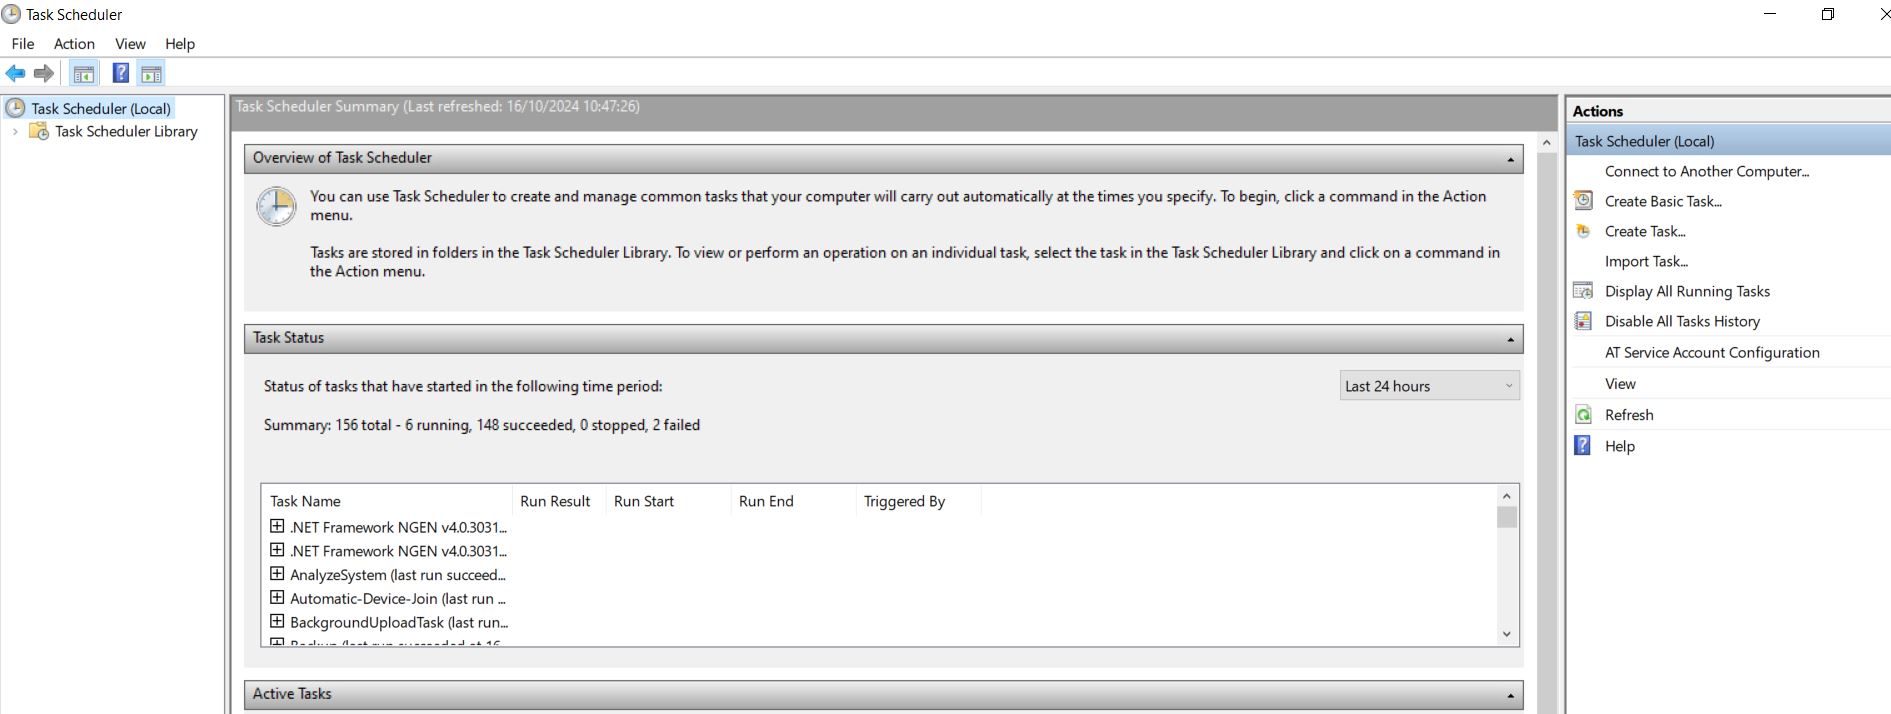 Task Scheduler
File Action View Help
Task Scheduler (Local)
Task Scheduler Library
Task Scheduler Summary (Last refreshed: 16/10/2024 10:47:26)
Overview of Task Scheduler
You can use Task Scheduler to create and manage common tasks that your computer will carry out automatically at the times you specify. To begin, click a command in the Action
menu.
Tasks are stored in folders in the Task Scheduler Library. To view or perform an operation on an individual task, select the task in the Task Scheduler Library and click on a command in
the Action menu.
Task Status
Status of tasks that have started in the following time period:
Last 24 hours
Summary: 156 total - 6 running, 148 succeeded, 0 stopped, 2 failed
Task Name Run Result Run Start Run End Triggered By
.NET Framework NGEN v4.0.3031...
.NET Framework NGEN v4.0.3031...
AnalyzeSystem (last run succeed...
Automatic-Device-Join (last run ...
BackgroundUploadTask (last run...
Backup (last run succeeded at 16
Active Tasks
Actions
Task Scheduler (Local)
Connect to Another Computer...
Create Basic Task...
Create Task...
Import Task...
Display All Running Tasks
Disable All Tasks History
AT Service Account Configuration
View
Refresh
Help